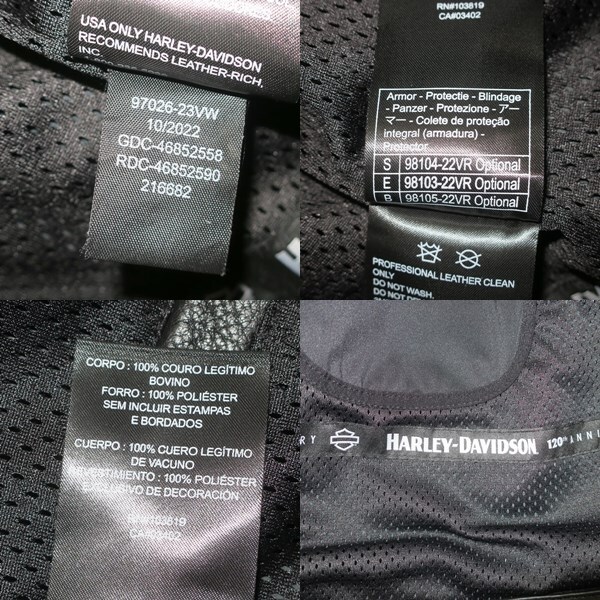 USA ONLY HARLEY-DAVIDSON
RECOMMENDS LEATHER-RICH,
INC.
97026-23VW
10/2022
GDC-46852558
RDC-46852590
216682
RN#103819
CA#03402
Armor - Protectie - Blindage
- Panzer - Protezione - アー
マー - Colete de proteção
integral (armadura) -
Protector
S 98104-22VR Optional
E 98103-22VR Optional
B 98105-22VR Optional
PROFESSIONAL LEATHER CLEAN
ONLY
DO NOT WASH.
CORPO : 100% COURO LEGÍTIMO
BOVINO
FORRO : 100% POLIÉSTER
SEM INCLUIR ESTAMPAS
E BORDADOS
CUERPO : 100% CUERO LEGÍTIMO
DE VACUNO
REVESTIMIENTO : 100% POLIÉSTER
EXCLUSIVO DE DECORACIÓN
RN#103819
CA#03402
RY HARLEY-DAVIDSON 120th ANNI